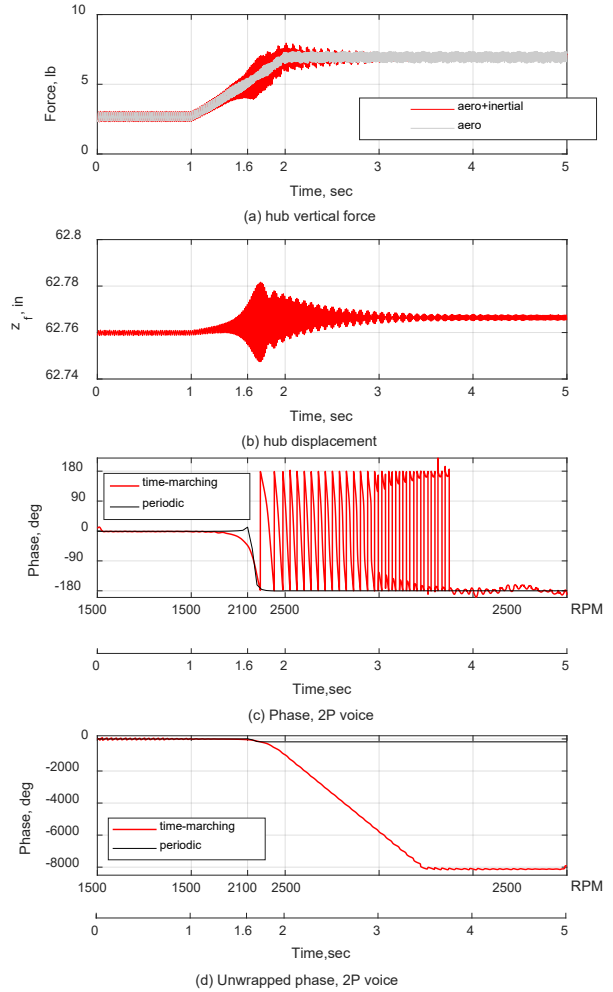 10
5
0
Force, lb
aero+inertial
aero
0 1 1.6 2 3 4 5
Time, sec
(a) hub vertical force
62.8
62.78
62.76
62.74
z_f, in
0 1 1.6 2 3 4 5
Time, sec
(b) hub displacement
180
90
0
-90
-180
Phase, deg
time-marching
periodic
1500 1500 2100 2500 2500 RPM
0 1 1.6 2 3 4 5
Time,sec
(c) Phase, 2P voice
0
-2000
-4000
-6000
-8000
Phase, deg
time-marching
periodic
1500 1500 2100 2500 2500 RPM
0 1 1.6 2 3 4 5
Time,sec
(d) Unwrapped phase, 2P voice